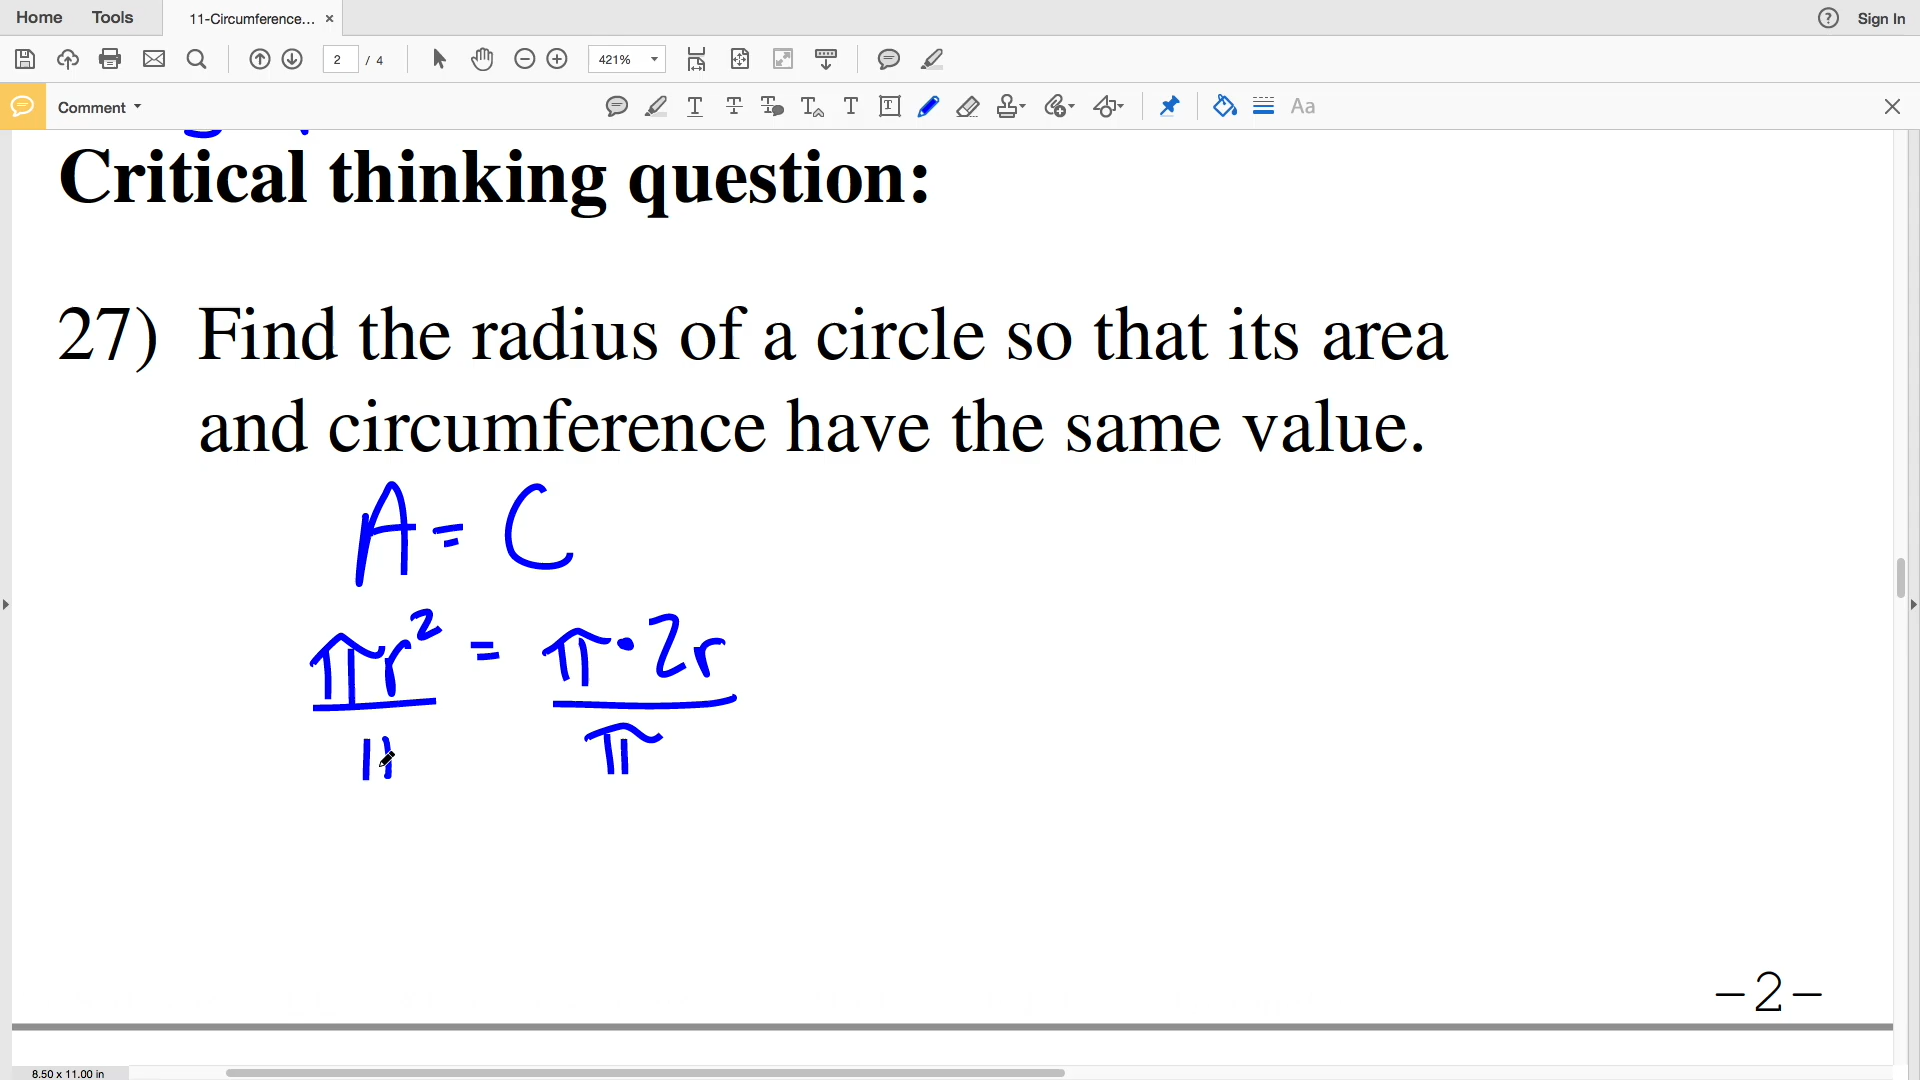 Home Tools 11-Circumference... × ? Sign In
2 / 4 421%
Comment Aa
Critical thinking question:
27) Find the radius of a circle so that its area
and circumference have the same value.
A = C
πr² = π·2r
π
-2-
8.50 x 11.00 in